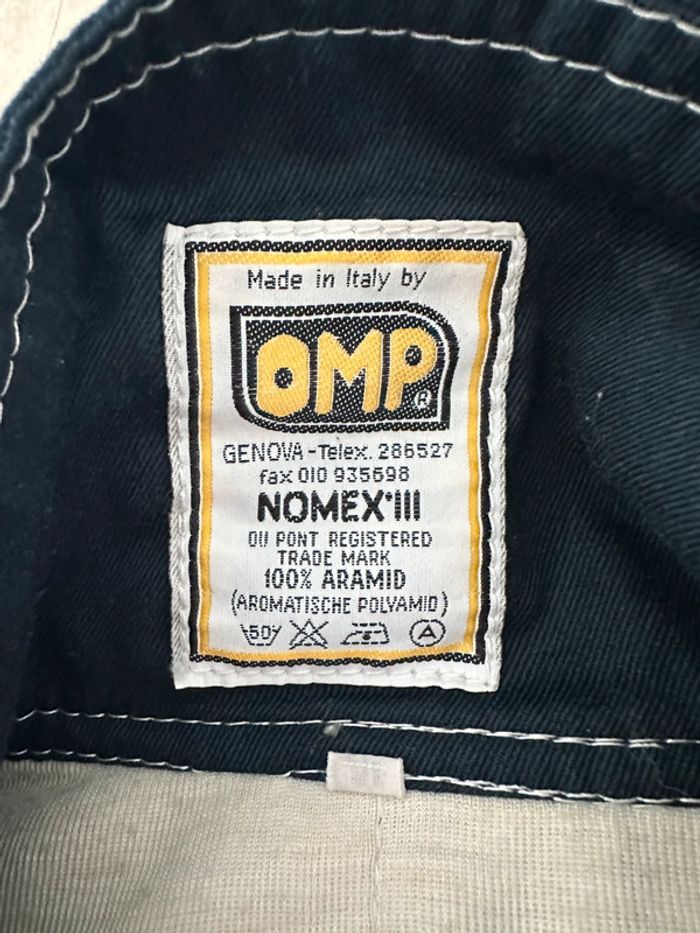 Made in Italy by
OMP®
GENOVA-Telex. 286527
fax 010 935698
NOMEX®III
DU PONT REGISTERED
TRADE MARK
100% ARAMID
(AROMATISCHE POLYAMID)
50 A